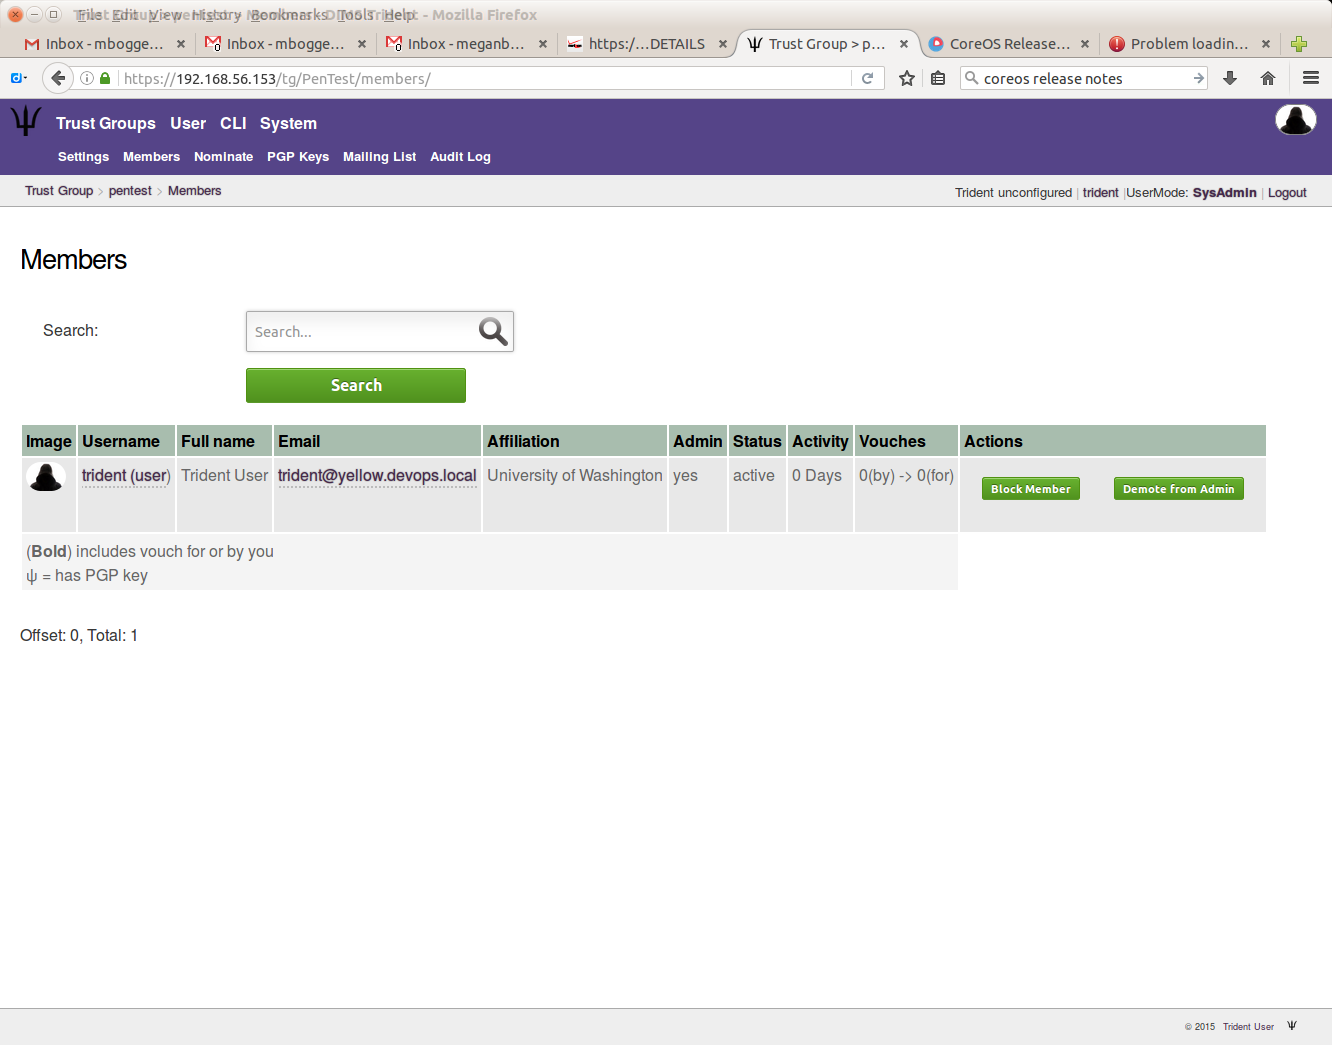 File Edit View History Bookmarks Tools Help - Mozilla Firefox
Inbox - mbogge... Inbox - mbogge... Inbox - meganb... https:/...DETAILS Trust Group > p... CoreOS Release... Problem loadin...
https://192.168.56.153/tg/PenTest/members/ coreos release notes
Trust Groups User CLI System
Settings Members Nominate PGP Keys Mailing List Audit Log
Trust Group > pentest > Members Trident unconfigured | trident |UserMode: SysAdmin | Logout
Members
Search: Search...
Search
Image Username Full name Email Affiliation Admin Status Activity Vouches Actions
trident (user) Trident User trident@yellow.devops.local University of Washington yes active 0 Days 0(by) -> 0(for) Block Member Demote from Admin
(Bold) includes vouch for or by you
ψ = has PGP key
Offset: 0, Total: 1
© 2015 Trident User